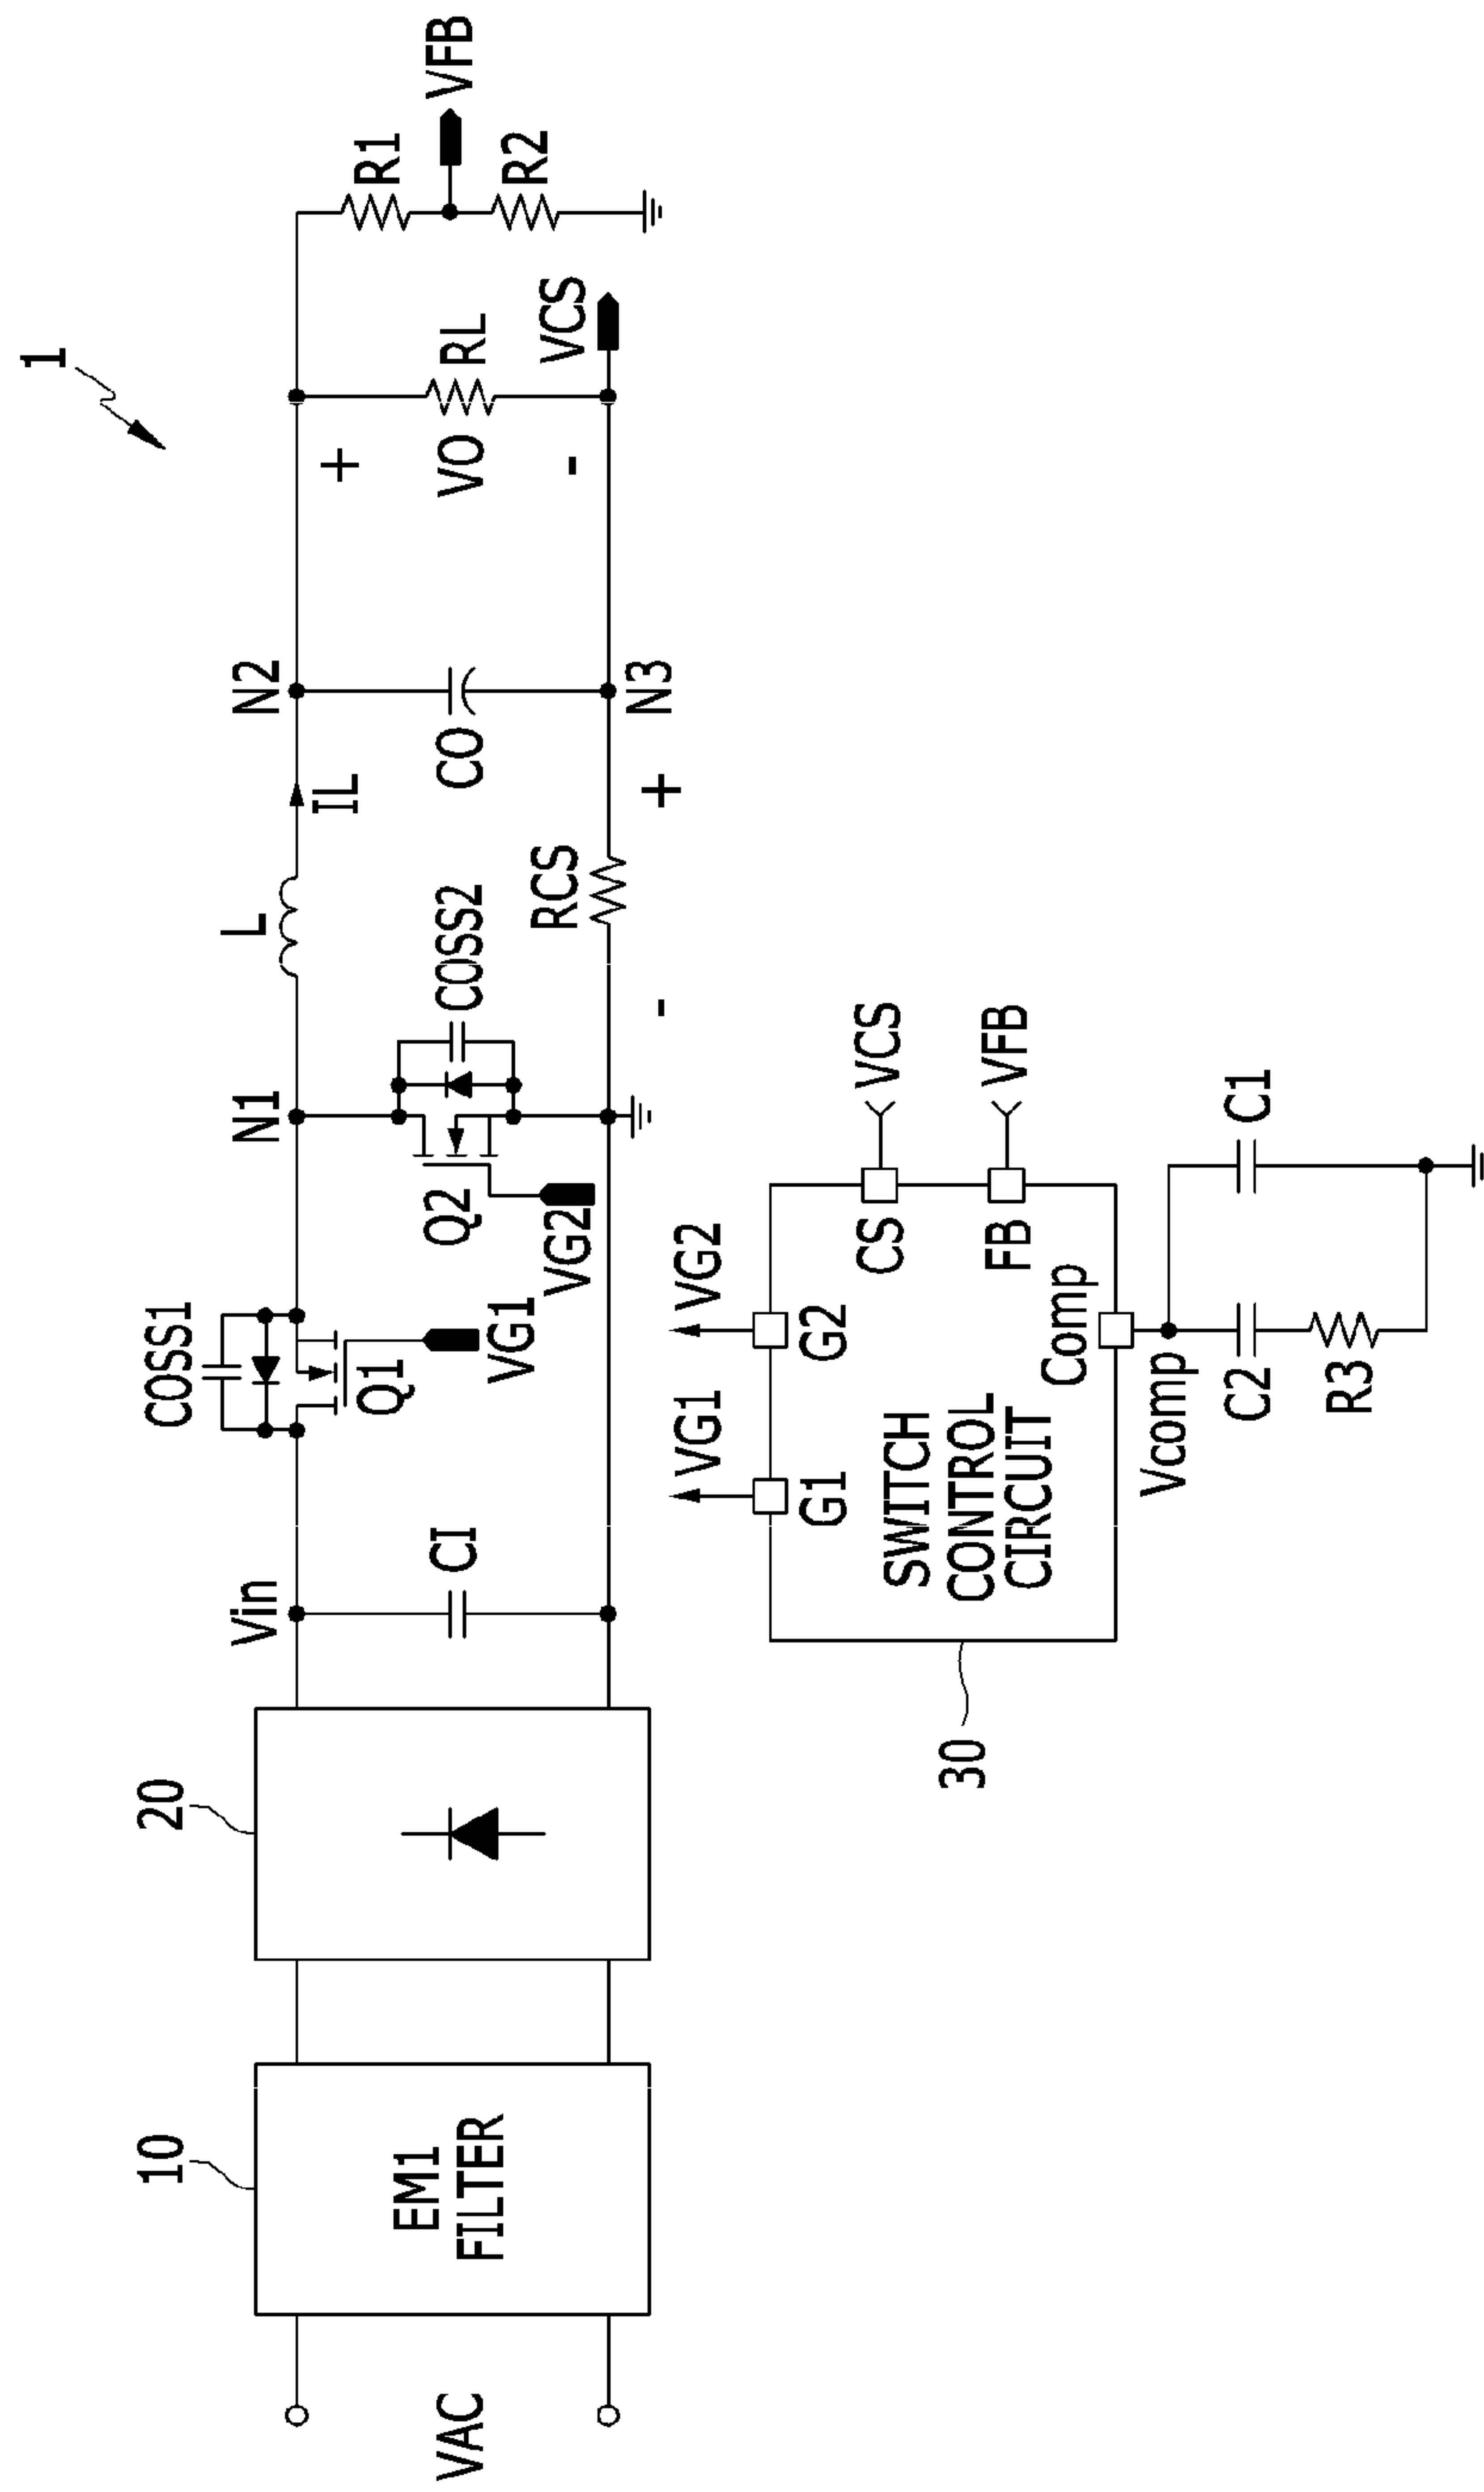 1
10
20
COSS1
N1
L
N2
IL
Vin
VAC
EM1
FILTER
CI
Q1
VG1
Q2
VG2
COSS2
RCS
CO
+
-
N3
+
VO
-
RL
VCS
R1
R2
VFB
VG1
VG2
G1
G2
SWITCH
CONTROL
CIRCUIT
CS
VCS
FB
VFB
Comp
30
Vcomp
C2
C1
R3